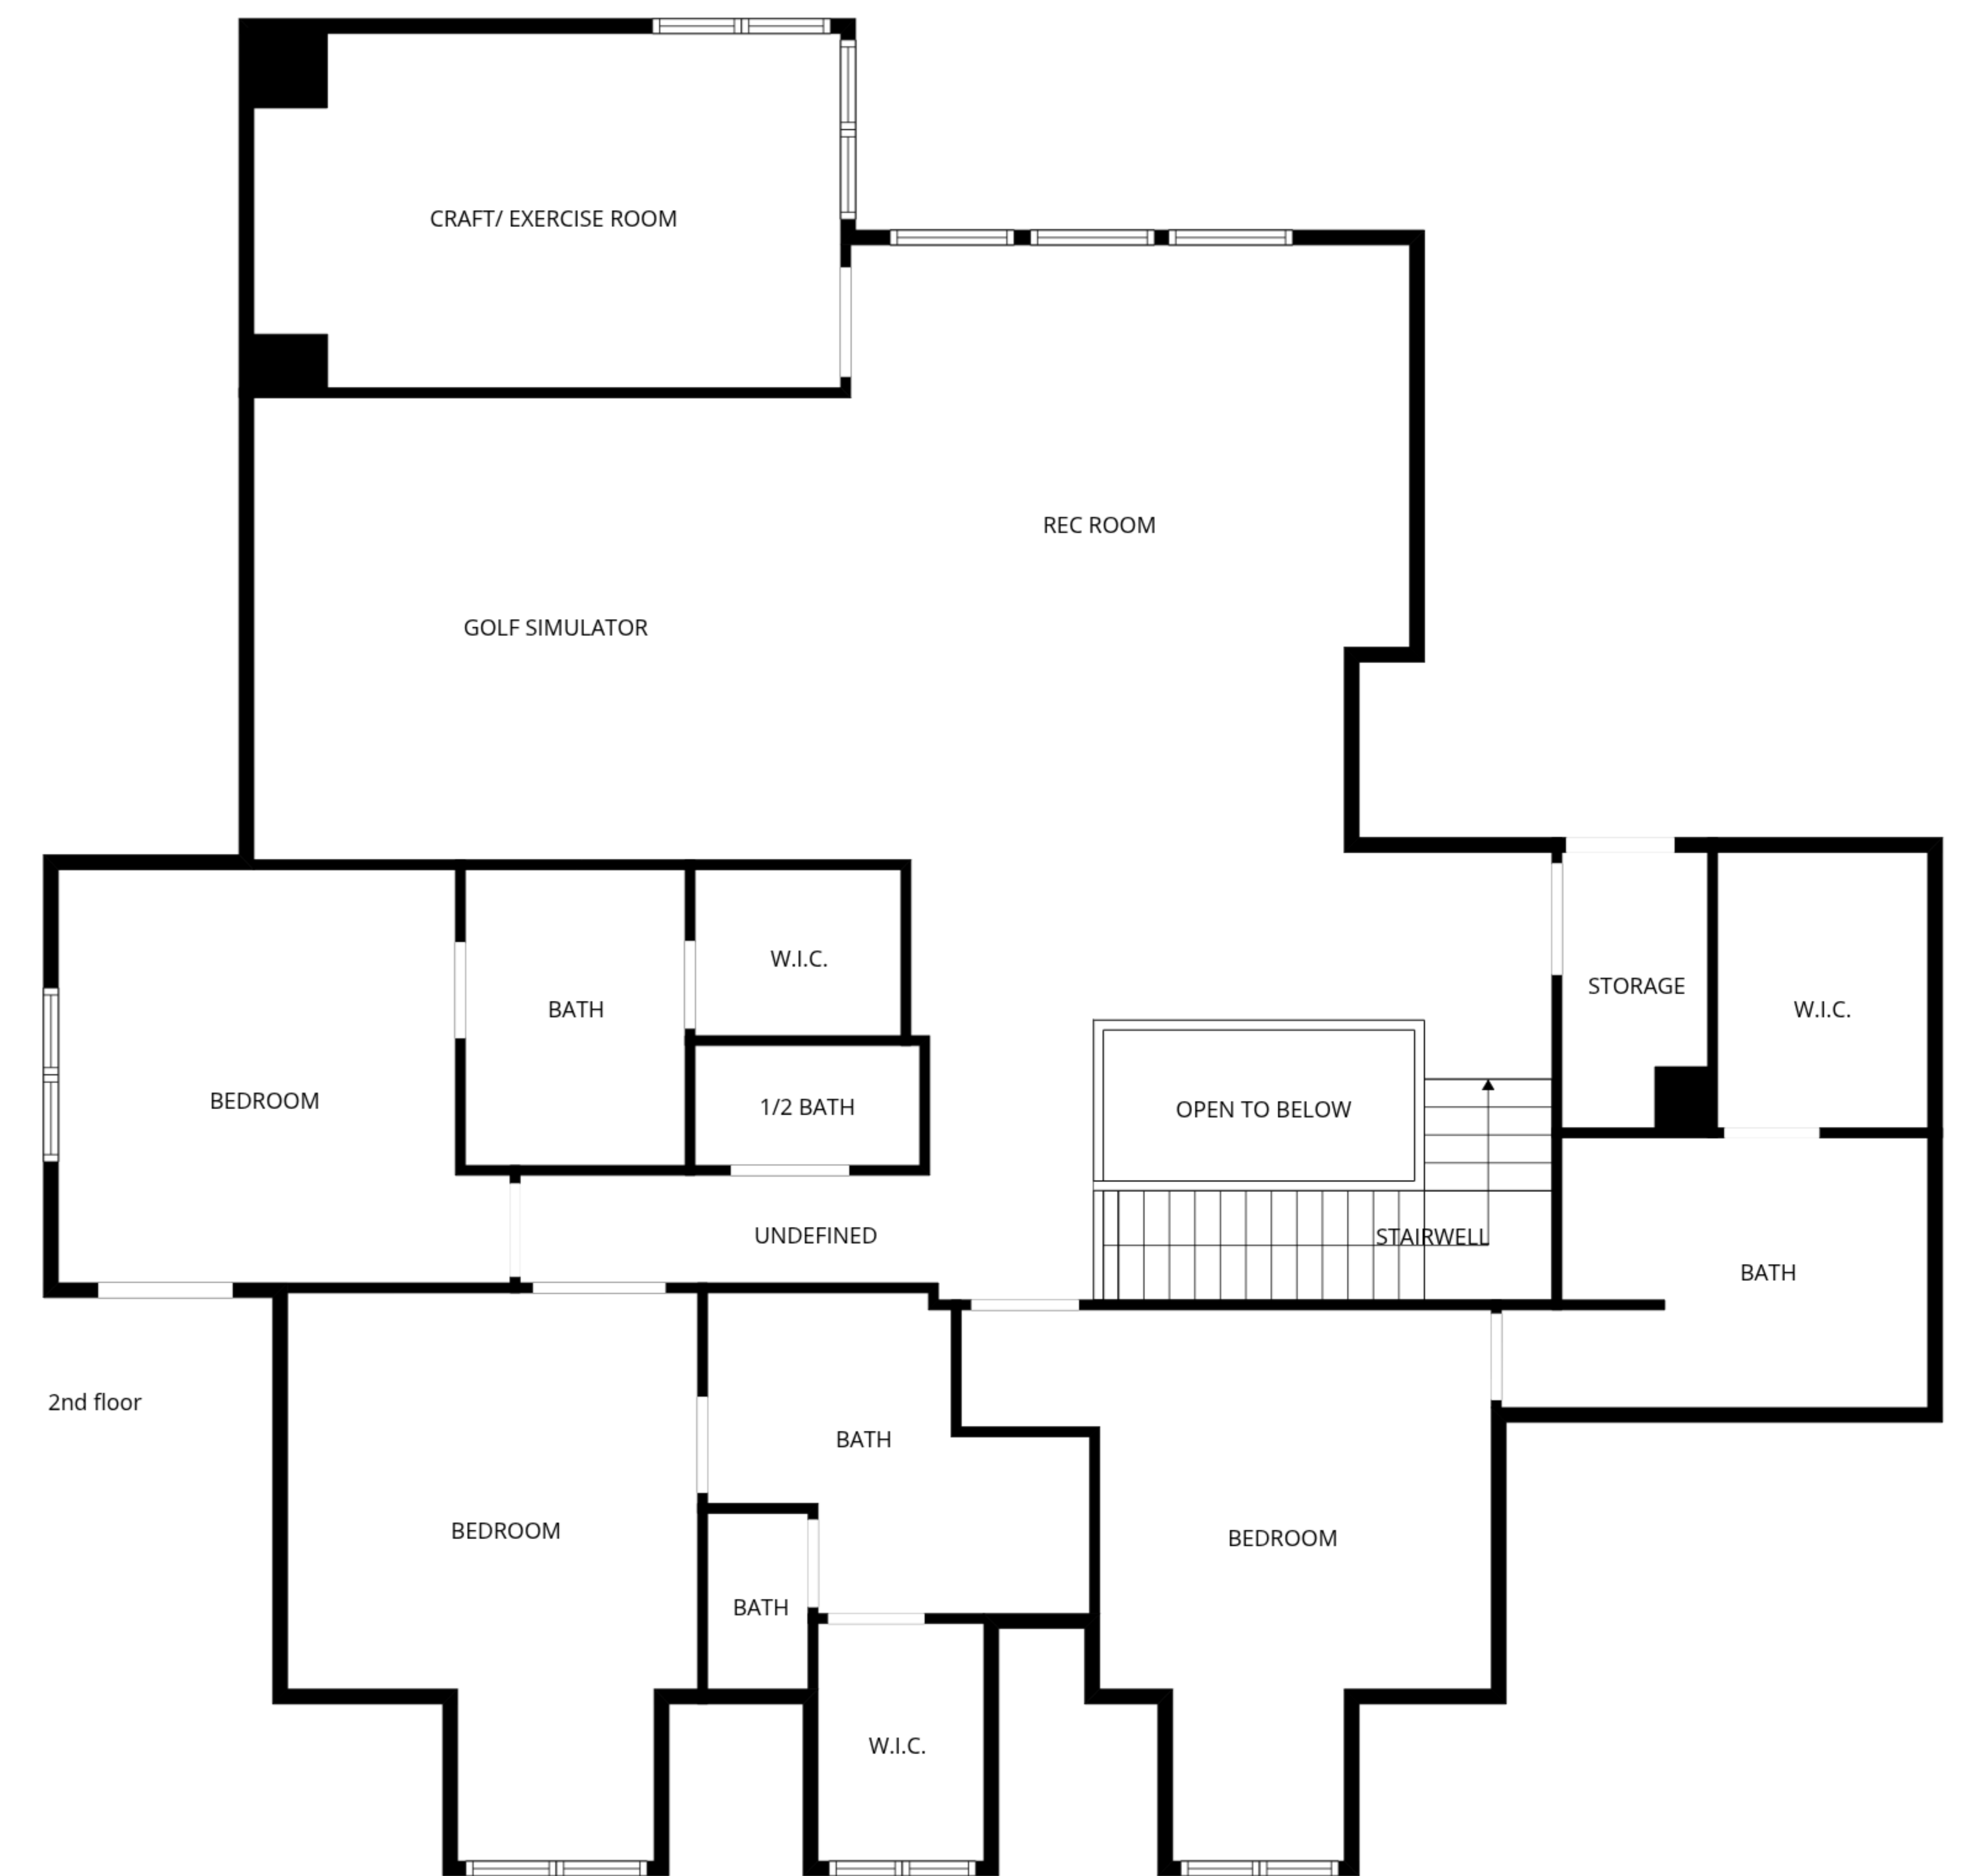 CRAFT/ EXERCISE ROOM
REC ROOM
GOLF SIMULATOR
W.I.C.
STORAGE
BATH
W.I.C.
BEDROOM
1/2 BATH
OPEN TO BELOW
UNDEFINED
STAIRWELL
BATH
2nd floor
BATH
BEDROOM
BEDROOM
BATH
W.I.C.